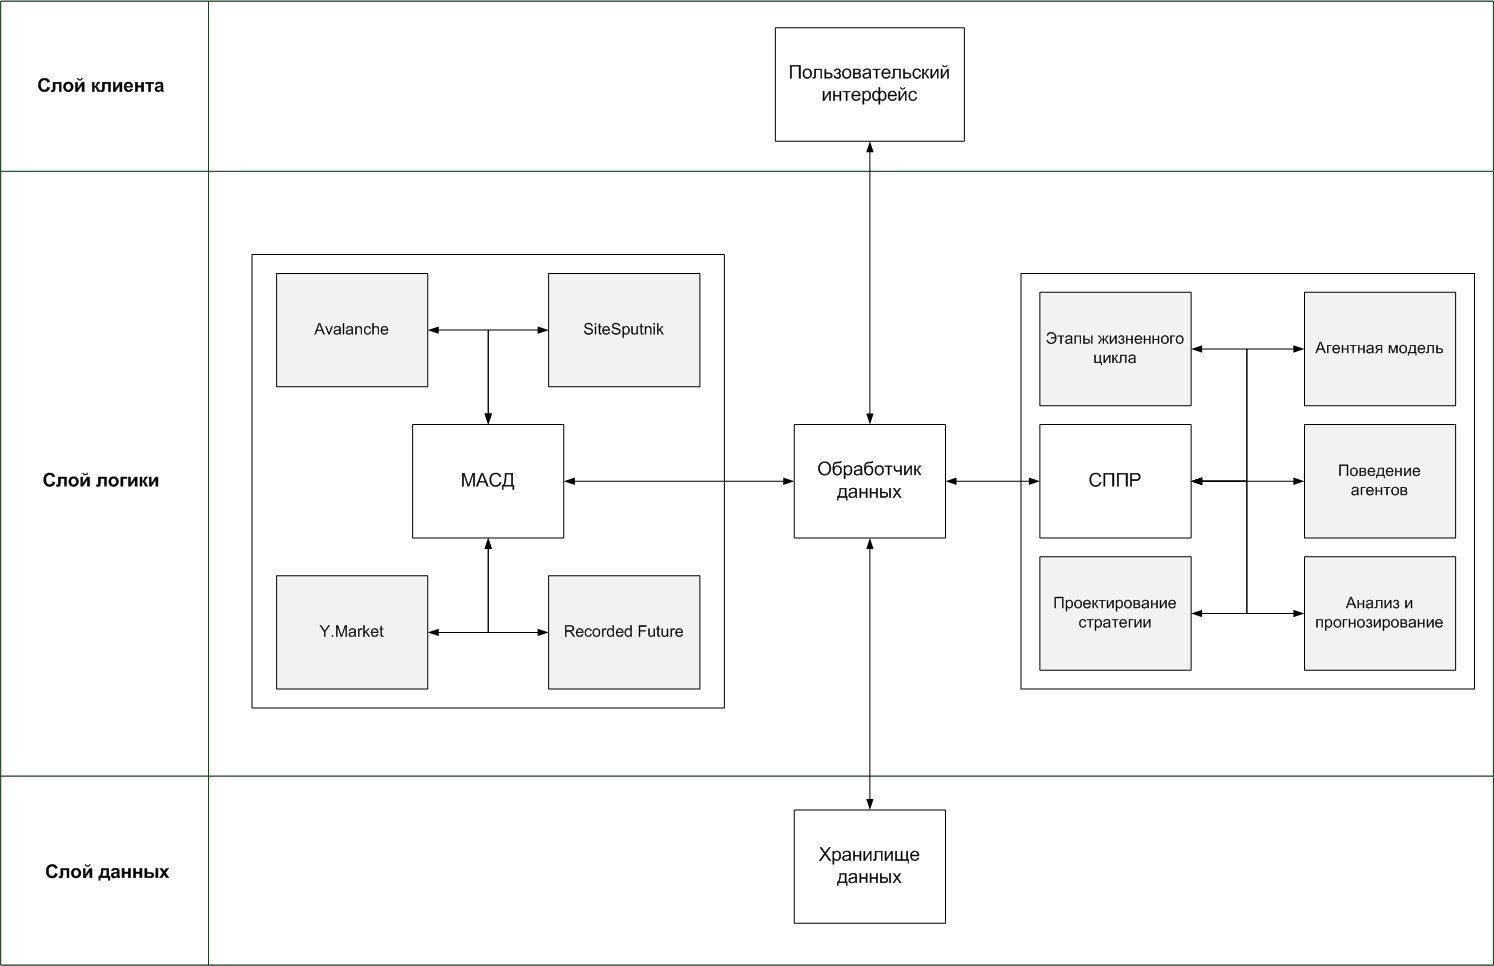 Слой клиента
Пользовательский
интерфейс
Слой логики
Avalanche
SiteSputnik
МАСД
Y.Market
Recorded Future
Обработчик
данных
Этапы жизненного
цикла
Агентная модель
СППР
Поведение
агентов
Проектирование
стратегии
Анализ и
прогнозирование
Слой данных
Хранилище
данных